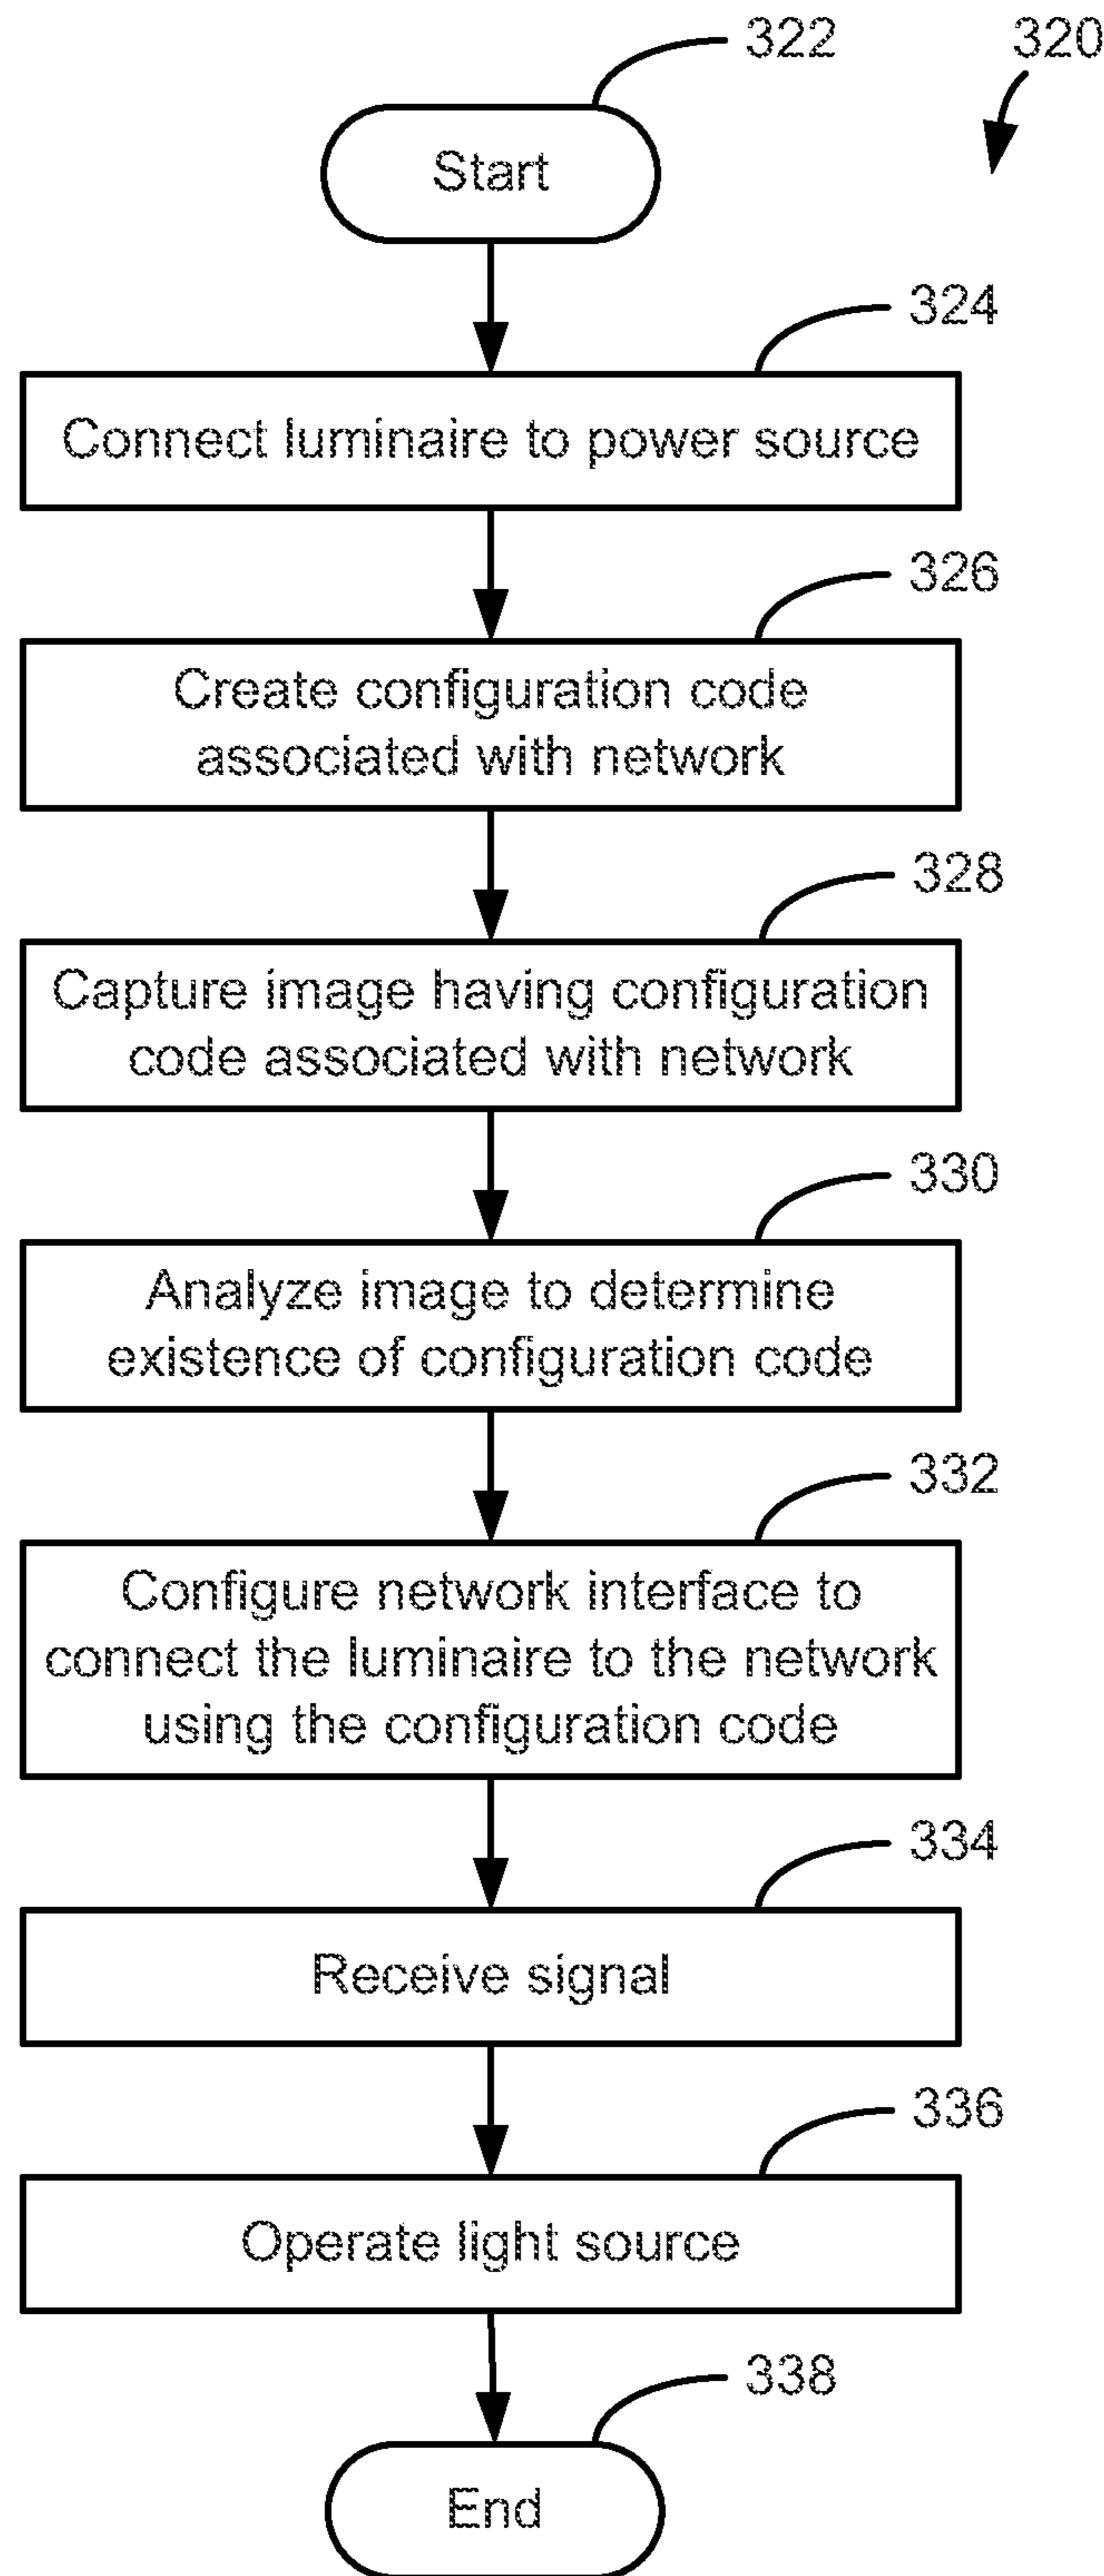 322
320
Start
324
Connect luminaire to power source
326
Create configuration code
associated with network
328
Capture image having configuration
code associated with network
330
Analyze image to determine
existence of configuration code
332
Configure network interface to
connect the luminaire to the network
using the configuration code
334
Receive signal
336
Operate light source
338
End